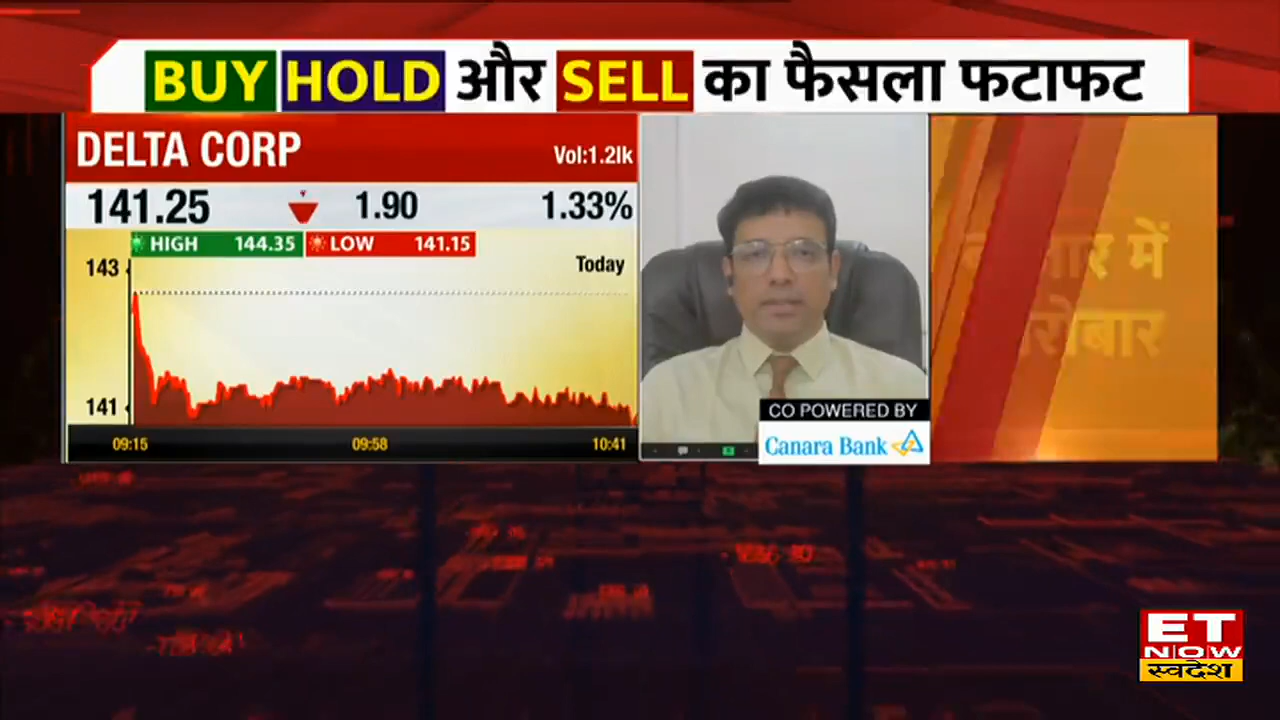 BUY HOLD और SELL का फैसला फटाफट
DELTA CORP
Vol:1.2lk
141.25 1.90 1.33%
HIGH 144.35 LOW 141.15
143
Today
141
09:15 09:58 10:41
CO POWERED BY
Canara Bank
में
ET
NOW
स्वदेश